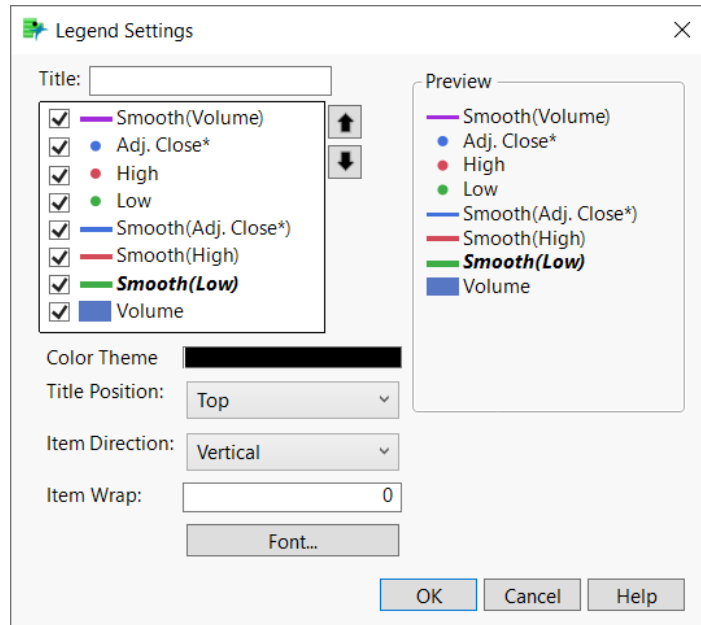 Legend Settings
Title:
Smooth(Volume)
Adj. Close*
High
Low
Smooth(Adj. Close*)
Smooth(High)
Smooth(Low)
Volume
Color Theme
Title Position:
Top
Item Direction:
Vertical
Item Wrap:
0
Font...
Preview
Smooth(Volume)
Adj. Close*
High
Low
Smooth(Adj. Close*)
Smooth(High)
Smooth(Low)
Volume
OK
Cancel
Help